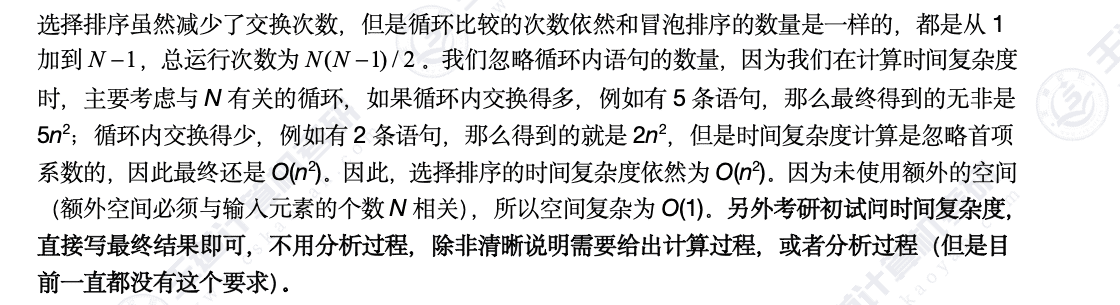 选择排序虽然减少了交换次数，但是循环比较的次数依然和冒泡排序的数量是一样的，都是从 1
加到 N −1，总运行次数为 N(N −1) / 2 。我们忽略循环内语句的数量，因为我们在计算时间复杂度
时，主要考虑与 N 有关的循环，如果循环内交换得多，例如有 5 条语句，那么最终得到的无非是
5n²；循环内交换得少，例如有 2 条语句，那么得到的就是 2n²，但是时间复杂度计算是忽略首项
系数的，因此最终还是 O(n²)。因此，选择排序的时间复杂度依然为 O(n²)。因为未使用额外的空间
（额外空间必须与输入元素的个数 N 相关），所以空间复杂为 O(1)。另外考研初试问时间复杂度，
直接写最终结果即可，不用分析过程，除非清晰说明需要给出计算过程，或者分析过程（但是目
前一直都没有这个要求）。